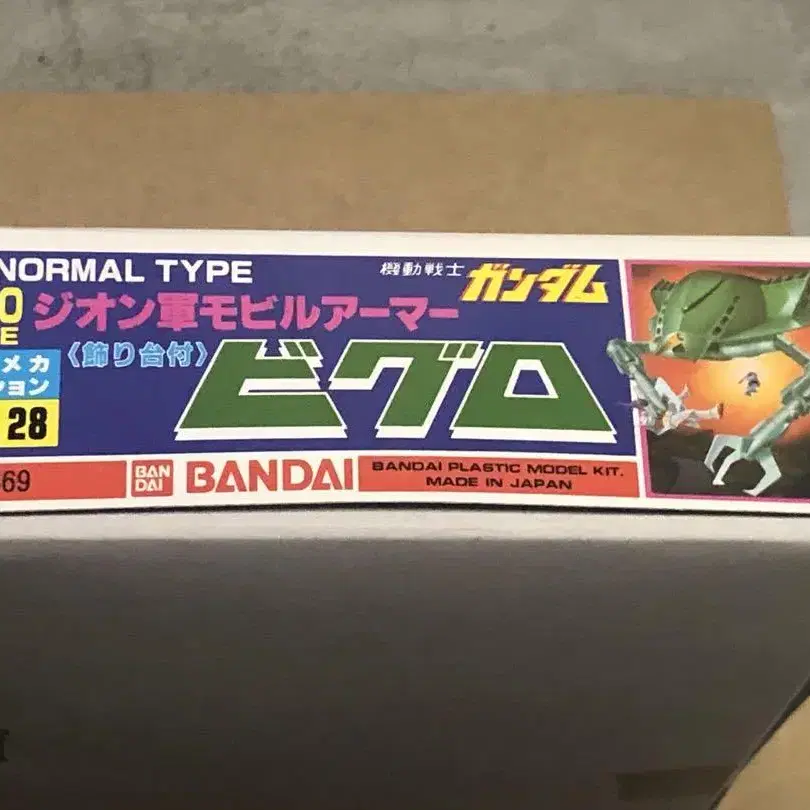 NORMAL TYPE
機動戦士 ガンダム
ジオン軍モビルアーマー
〈飾り台付〉
ビグロ
メカ
ョン
28
69
BAN
DAI
BANDAI
BANDAI PLASTIC MODEL KIT.
MADE IN JAPAN